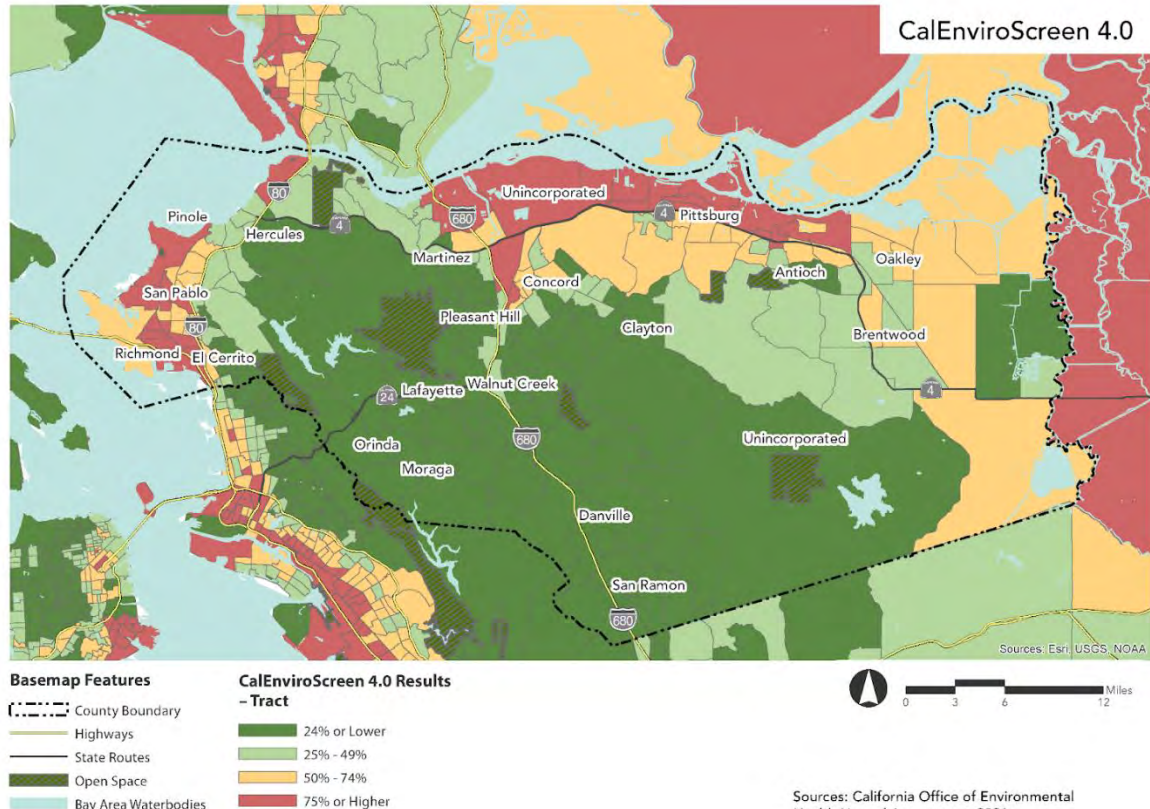 CalEnviroScreen 4.0
80
Unincorporated
Pinole
680
4
Pittsburg
Hercules
4
Martinez
Antioch
Oakley
San Pablo
Concord
80
Pleasant Hill
Clayton
Brentwood
Richmond
El Cerrito
Walnut Creek
Lafayette
24
4
Orinda
680
Unincorporated
Moraga
Danville
San Ramon
680
Sources: Esri, USGS, NOAA
Basemap Features
County Boundary
Highways
State Routes
Open Space
Bay Area Waterbodies
CalEnviroScreen 4.0 Results
– Tract
24% or Lower
25% - 49%
50% - 74%
75% or Higher
0 3 6 12 Miles
Sources: California Office of Environmental